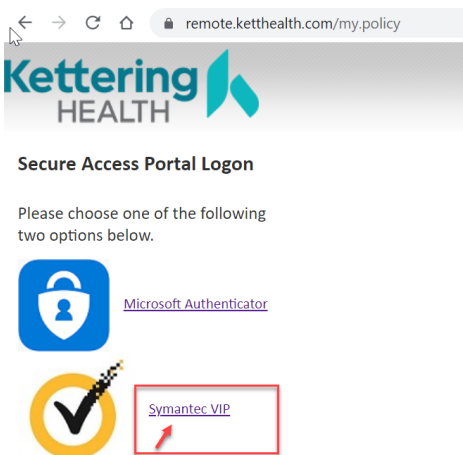 remote.ketthealth.com/my.policy
Kettering
HEALTH
Secure Access Portal Logon
Please choose one of the following
two options below.
Microsoft Authenticator
Symantec VIP